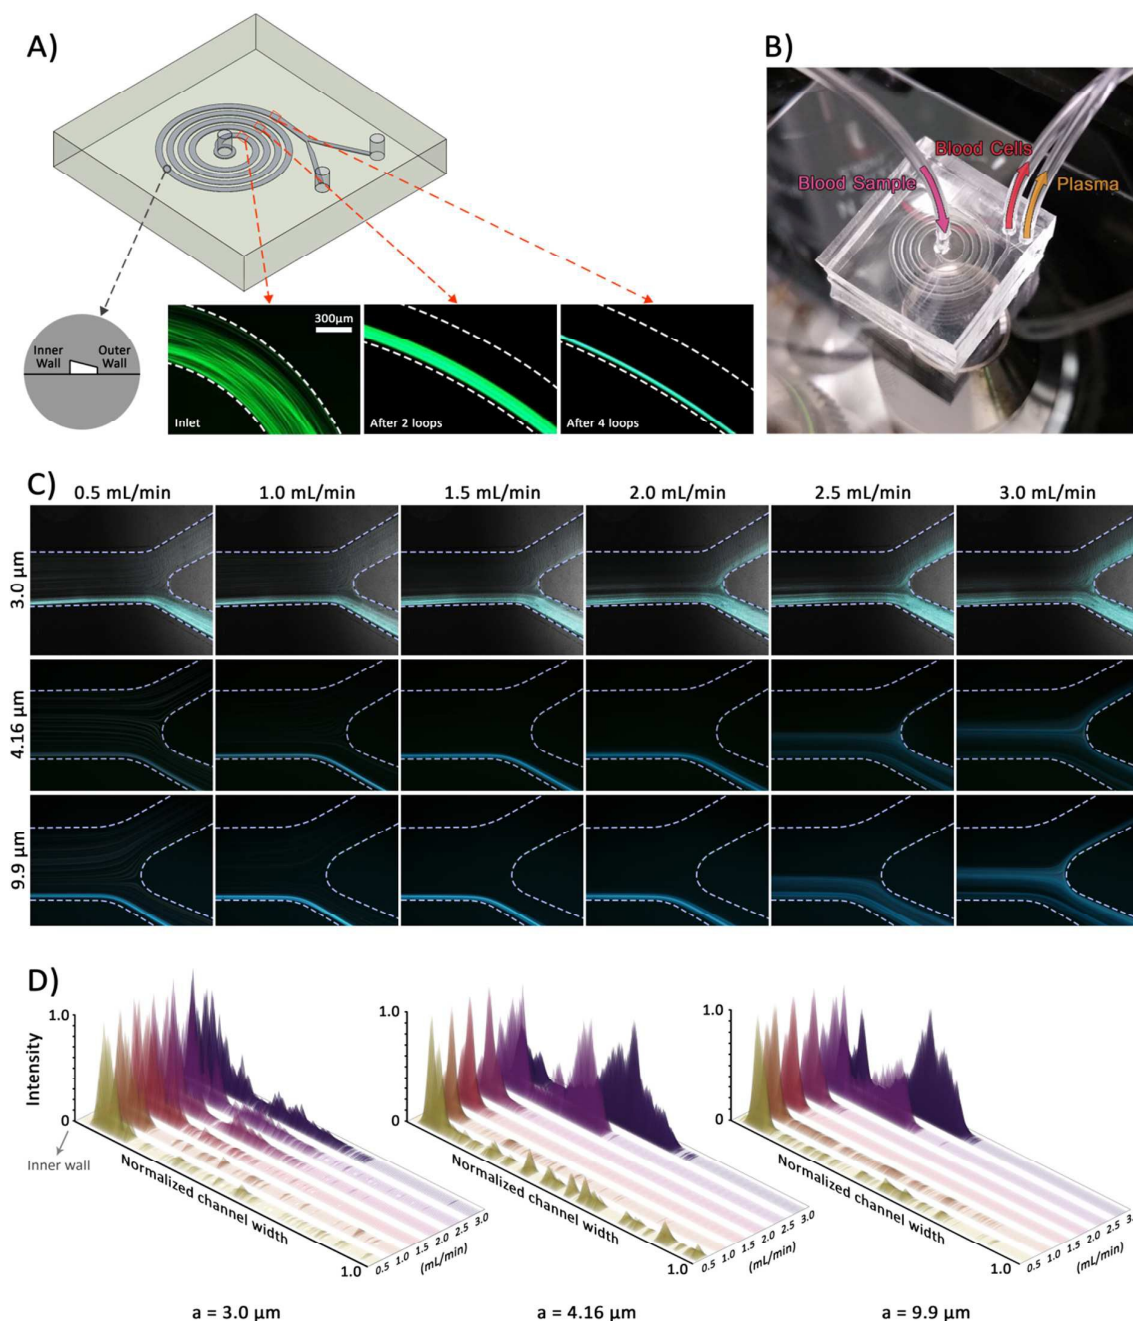 A)
B)
Blood Cells
Blood Sample
Plasma
Inner Wall
Outer Wall
300µm
Inlet
After 2 loops
After 4 loops
C)
0.5 mL/min
1.0 mL/min
1.5 mL/min
2.0 mL/min
2.5 mL/min
3.0 mL/min
3.0 µm
4.16 µm
9.9 µm
D)
1.0
Intensity
0
Inner wall
Normalized channel width
1.0
0.5 1.0 1.5 2.0 2.5 3.0
(mL/min)
a = 3.0 µm
1.0
0
Normalized channel width
1.0
0.5 1.0 1.5 2.0 2.5 3.0
(mL/min)
a = 4.16 µm
1.0
0
Normalized channel width
1.0
0.5 1.0 1.5 2.0 2.5 3.0
(mL/min)
a = 9.9 µm